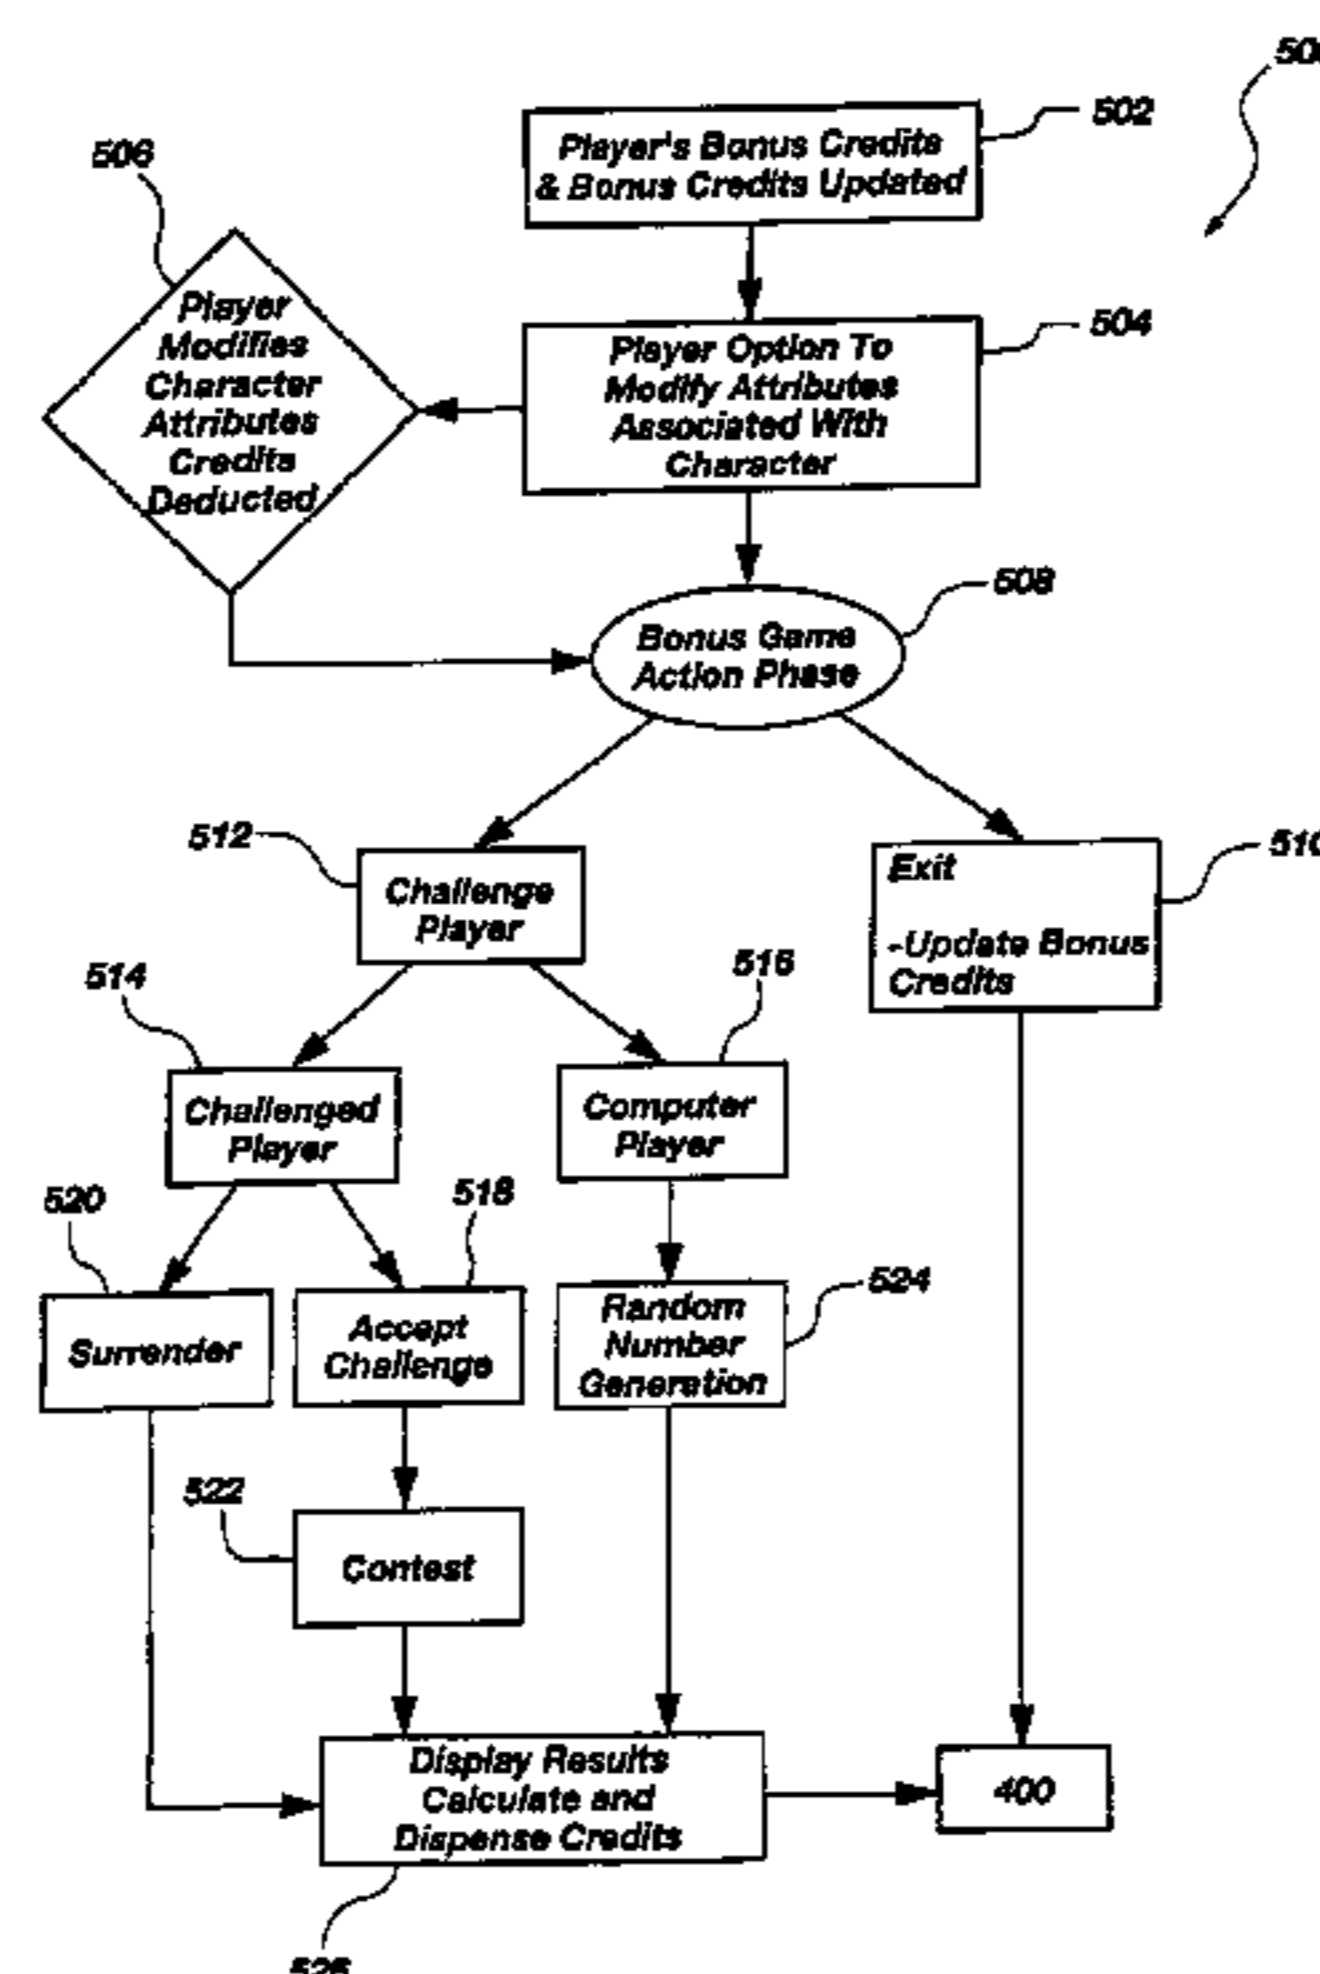 502
Player's Bonus Credits
& Bonus Credits Updated
506
504
Player
Modifies
Character
Attributes
Credits
Deducted
Player Option To
Modify Attributes
Associated With
Character
508
Bonus Game
Action Phase
512
Challenge
Player
Exit
-Update Bonus
Credits
514
516
Challenged
Player
Computer
Player
520
518
524
Surrender
Accept
Challenge
Random
Number
Generation
522
Contest
Display Results
Calculate and
Dispense Credits
400